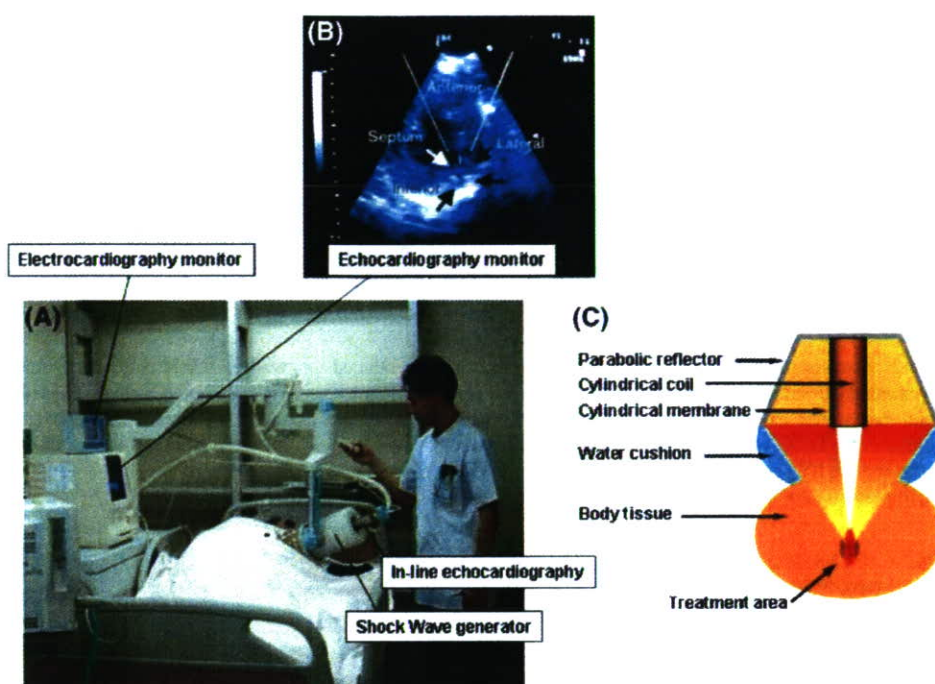 (B)
Anterior
Septum
Lateral
Electrocardiography monitor
Echocardiography monitor
(A)
(C)
Parabolic reflector
Cylindrical coil
Cylindrical membrane
Water cushion
Body tissue
Treatment area
In-line echocardiography
Shock Wave generator